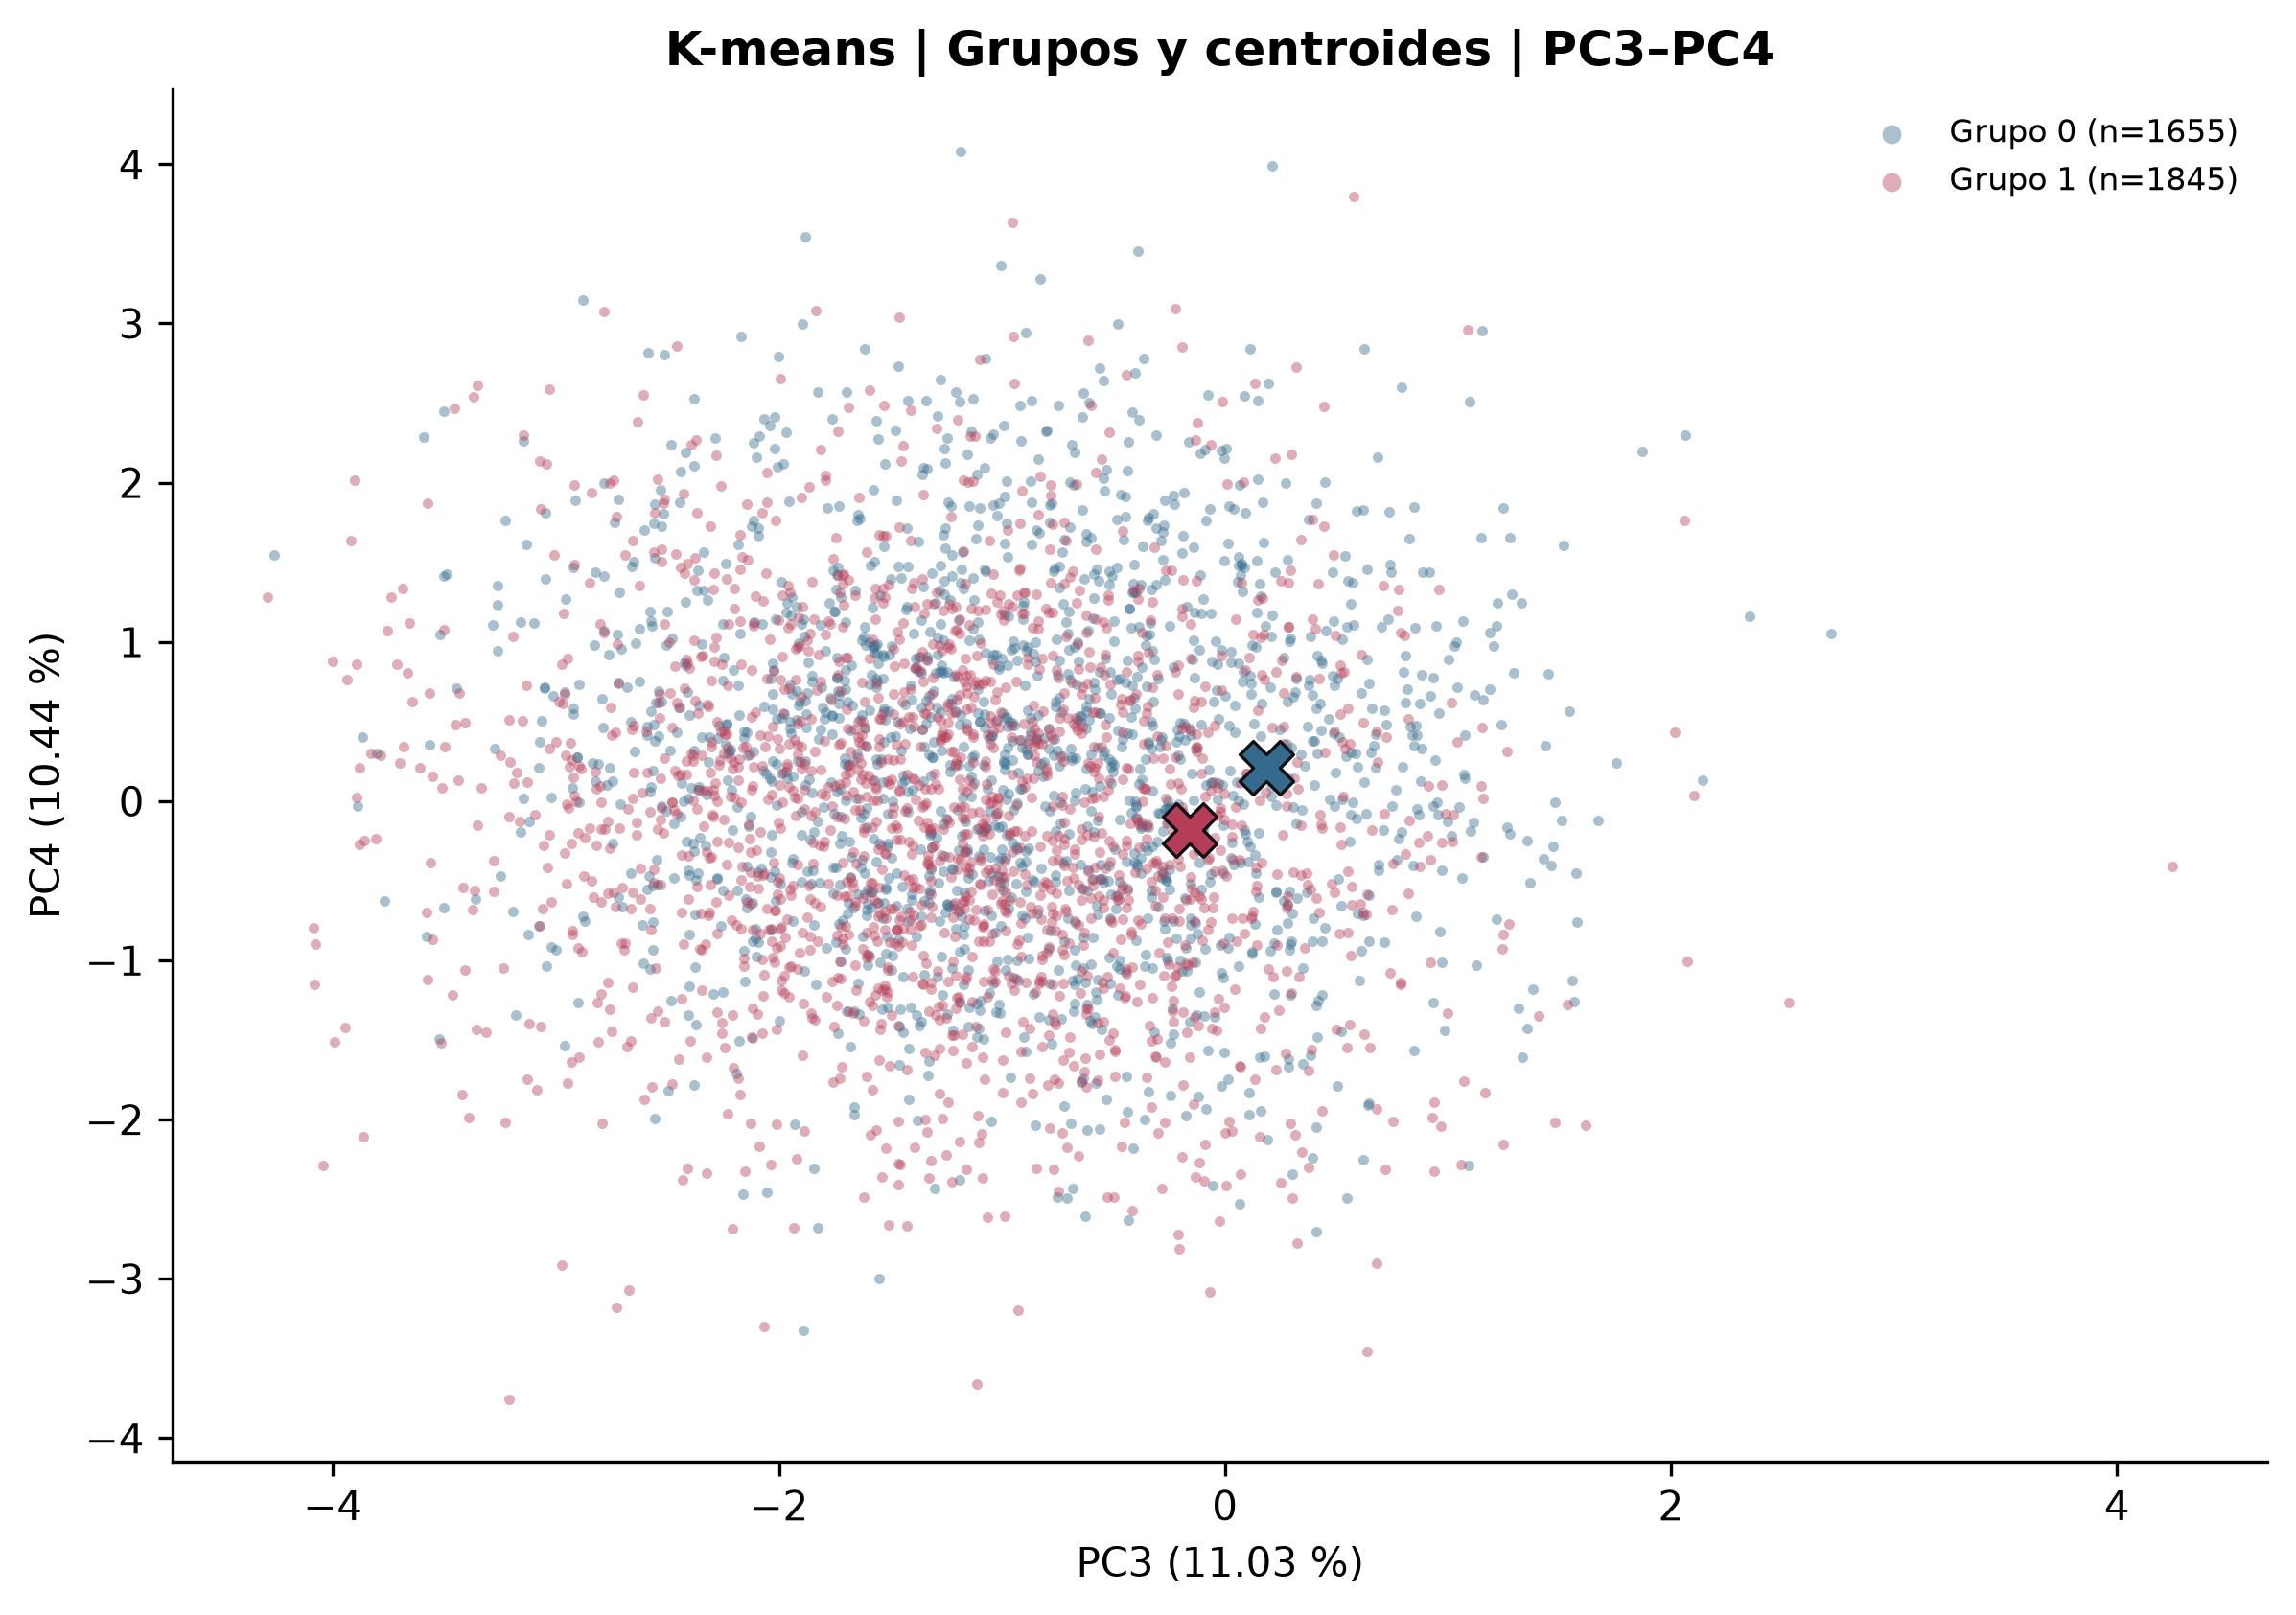 K-means | Grupos y centroides | PC3–PC4
Grupo 0 (n=1655)
Grupo 1 (n=1845)
4
3
2
1
0
−1
−2
−3
−4
PC4 (10.44 %)
−4
−2
0
2
4
PC3 (11.03 %)